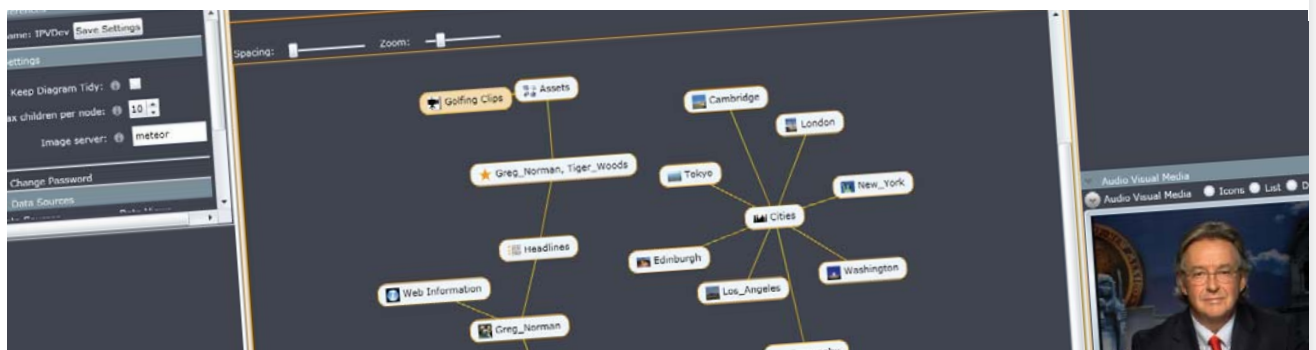 ame: IPVDev Save Settings
ettings
Keep Diagram Tidy:
ax children per node: 10
Image server: meteor
Change Password
Data Sources
Spacing: Zoom:
Golfing Clips
Assets
Greg_Norman, Tiger_Woods
Headlines
Web Information
Greg_Norman
Cambridge
London
Tokyo
New_York
Cities
Edinburgh
Washington
Los_Angeles
Audio Visual Media
Audio Visual Media Icons List D